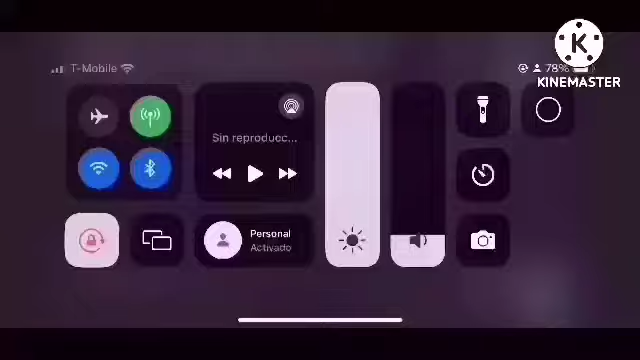 T-Mobile
78%
KINEMASTER
Sin reproducc...
Personal
Activado